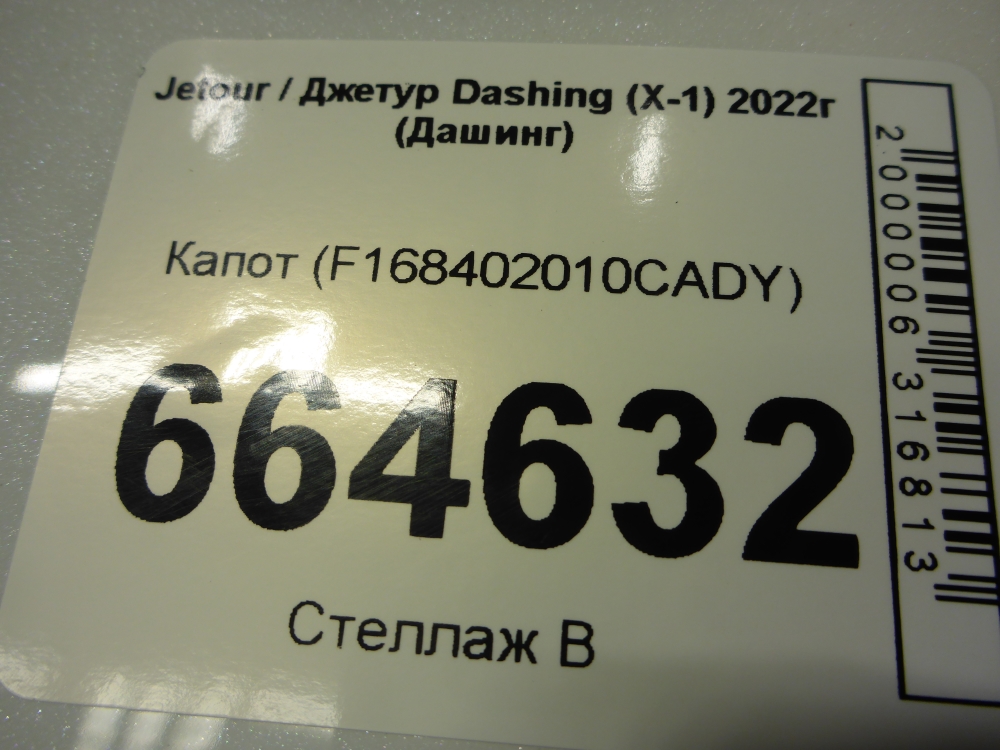 Jetour / Джетур Dashing (X-1) 2022г
(Дашинг)
Капот (F168402010CADY)
664632
Стеллаж В
2000006316813